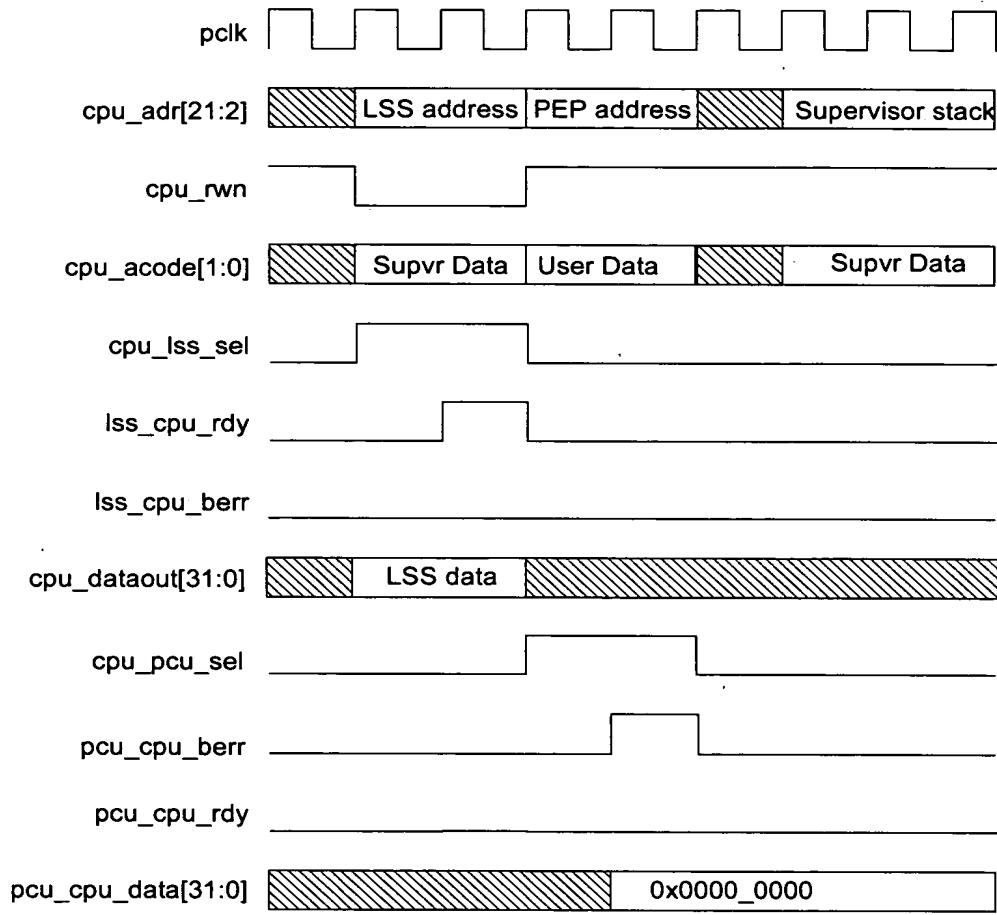 pclk
cpu_adr[21:2]
LSS address
PEP address
Supervisor stack
cpu_rwn
cpu_acode[1:0]
Supvr Data
User Data
Supvr Data
cpu_lss_sel
lss_cpu_rdy
lss_cpu_berr
cpu_dataout[31:0]
LSS data
cpu_pcu_sel
pcu_cpu_berr
pcu_cpu_rdy
pcu_cpu_data[31:0]
0x0000_0000